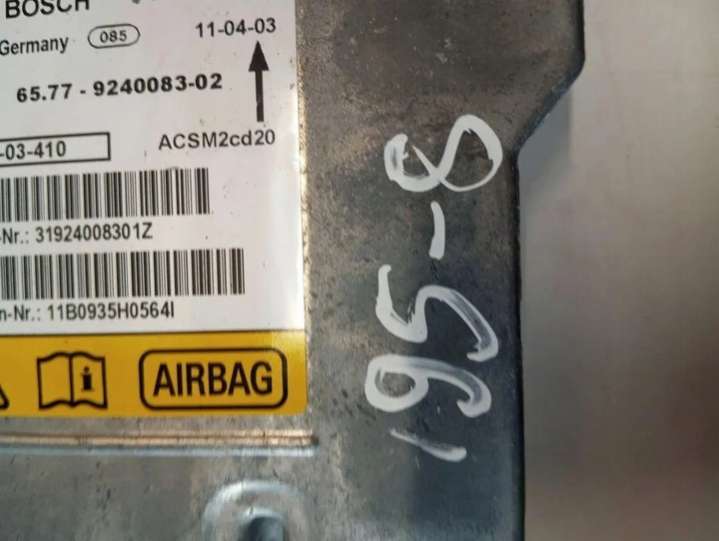 BOSCH
Germany 085 11-04-03
65.77 - 9240083-02
-03-410
ACSM2cd20
-Nr.: 31924008301Z
n-Nr.: 11B0935H0564I
AIRBAG
195-8